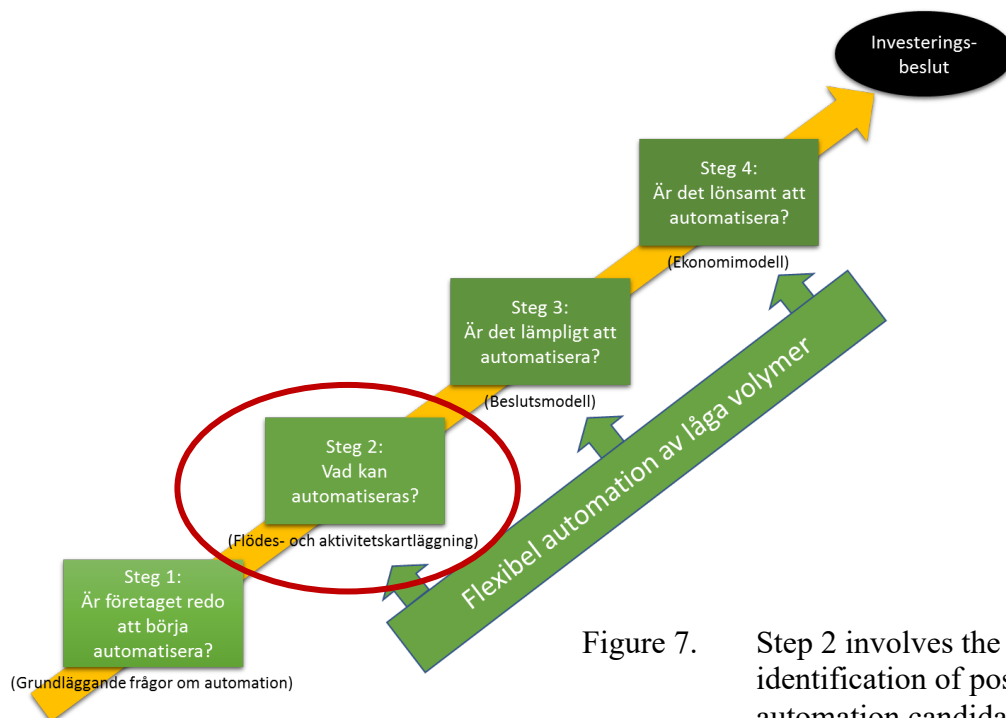 Investerings-
beslut
Steg 4:
Är det lönsamt att
automatisera?
(Ekonomimodell)
Steg 3:
Är det lämpligt att
automatisera?
(Beslutsmodell)
Steg 2:
Vad kan
automatiseras?
(Flödes- och aktivitetskartläggning)
Flexibel automation av låga volymer
Steg 1:
Är företaget redo
att börja
automatisera?
(Grundläggande frågor om automation)
Figure 7. Step 2 involves the
identification of pos
automation candida